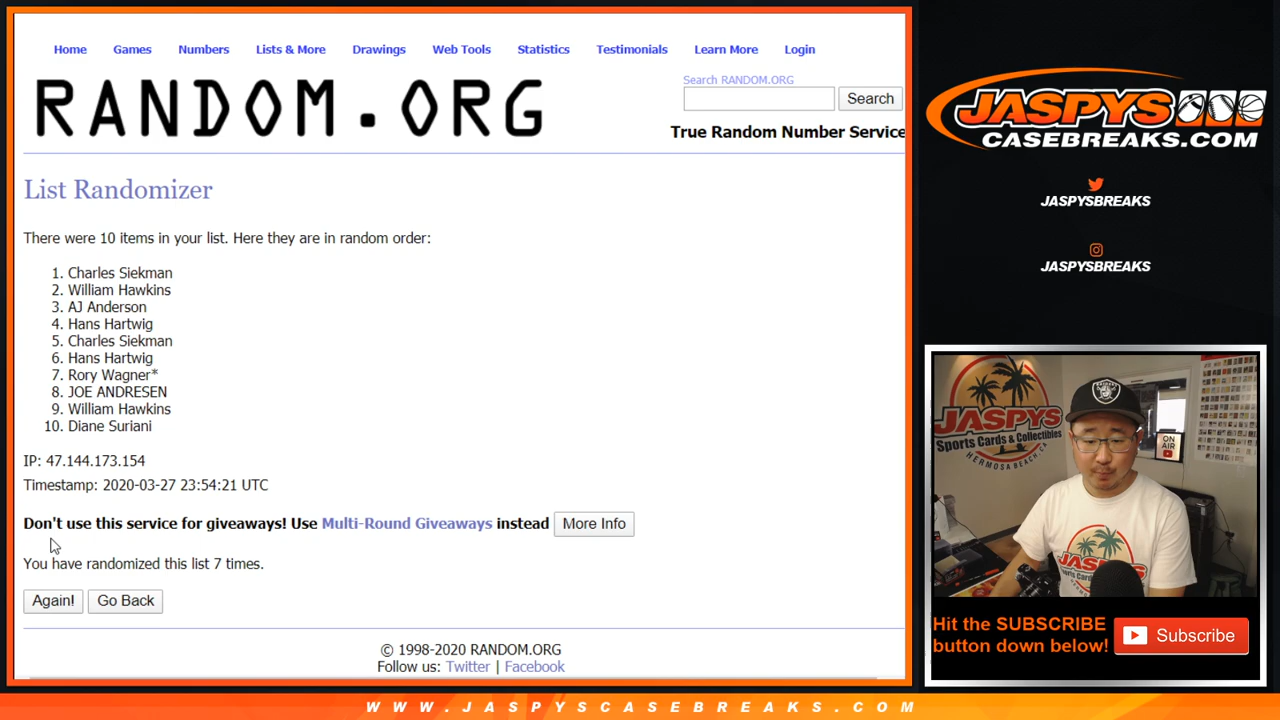 Home Games Numbers Lists & More Drawings Web Tools Statistics Testimonials Learn More Login
RANDOM.ORG
Search RANDOM.ORG
Search
True Random Number Service
List Randomizer
There were 10 items in your list. Here they are in random order:
1. Charles Siekman
2. William Hawkins
3. AJ Anderson
4. Hans Hartwig
5. Charles Siekman
6. Hans Hartwig
7. Rory Wagner*
8. JOE ANDRESEN
9. William Hawkins
10. Diane Suriani
IP: 47.144.173.154
Timestamp: 2020-03-27 23:54:21 UTC
Don't use this service for giveaways! Use Multi-Round Giveaways instead More Info
You have randomized this list 7 times.
Again! Go Back
© 1998-2020 RANDOM.ORG
Follow us: Twitter | Facebook
JASPYS
CASEBREAKS.COM
JASPYSBREAKS
JASPYSBREAKS
JASPYS
Sports Cards & Collectibles
HERMOSA BEACH, CA
ON AIR
Hit the SUBSCRIBE
button down below!
Subscribe
WWW.JASPYSCASEBREAKS.COM